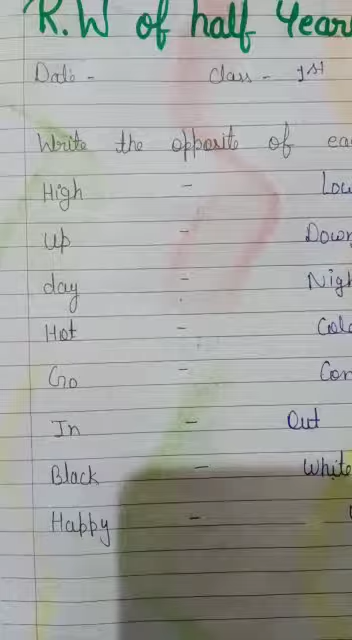 R.W of half Year
Date - Class - 1st
Write the opposite of ea
High - Low
Up - Down
day - Nigh
Hot - Cold
Go - Com
In - Out
Black - White
Happy -